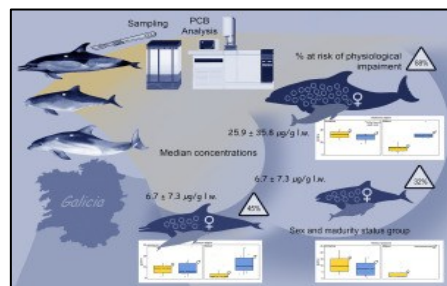 Sampling
PCB
Analysis
% at risk of physiological
impairment
68%
25.9 ± 35.8 µg/g l.w.
Median concentrations
6.7 ± 7.3 µg/g l.w.
32%
6.7 ± 7.3 µg/g l.w.
45%
Galicia
Sex and maturity status group